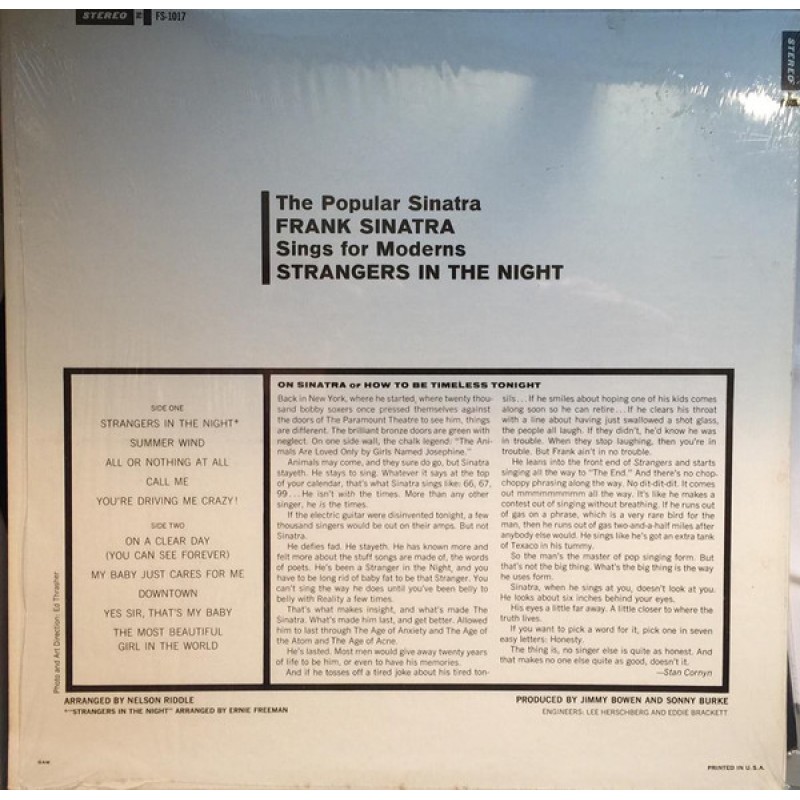 STEREO FS-1017
STEREO
The Popular Sinatra
FRANK SINATRA
Sings for Moderns
STRANGERS IN THE NIGHT
SIDE ONE
STRANGERS IN THE NIGHT*
SUMMER WIND
ALL OR NOTHING AT ALL
CALL ME
YOU'RE DRIVING ME CRAZY!
SIDE TWO
ON A CLEAR DAY
(YOU CAN SEE FOREVER)
MY BABY JUST CARES FOR ME
DOWNTOWN
YES SIR, THAT'S MY BABY
THE MOST BEAUTIFUL
GIRL IN THE WORLD
ON SINATRA or HOW TO BE TIMELESS TONIGHT
Back in New York, where he started, where twenty thou-
sand bobby soxers once pressed themselves against
the doors of The Paramount Theatre to see him, things
are different. The brilliant bronze doors are green with
neglect. On one side wall, the chalk legend: "The Ani-
mals Are Loved Only by Girls Named Josephine."
Animals may come, and they sure do go, but Sinatra
stayeth. He stays to sing. Whatever it says at the top
of your calendar, that's what Sinatra sings like: 66, 67,
99... He isn't with the times. More than any other
singer, he is the times.
If the electric guitar were disinvented tonight, a few
thousand singers would be out on their amps. But not
Sinatra.
He defies fad. He stayeth. He has known more and
felt more about the stuff songs are made of, the words
of poets. He's been a Stranger in the Night, and you
have to be long rid of baby fat to be that Stranger. You
can't sing the way he does until you've been belly to
belly with Reality a few times.
That's what makes insight, and what's made The
Sinatra. What's made him last, and get better. Allowed
him to last through The Age of Anxiety and The Age of
the Atom and The Age of Acne.
He's lasted. Most men would give away twenty years
of life to be him, or even to have his memories.
And if he tosses off a tired joke about his tired ton-
sils... If he smiles about hoping one of his kids comes
along soon so he can retire... If he clears his throat
with a line about having just swallowed a shot glass,
the people all laugh. If they didn't, he'd know he was
in trouble. When they stop laughing, then you're in
trouble. But Frank ain't in no trouble.
He leans into the front end of Strangers and starts
singing all the way to "The End." And there's no chop-
choppy phrasing along the way. No dit-dit-dit. It comes
out mmmmmmmmm all the way. It's like he makes a
contest out of singing without breathing. If he runs out
of gas on a phrase, which is a very rare bird for the
man, then he runs out of gas two-and-a-half miles after
anybody else would. He sings like he's got an extra tank
of Texaco in his tummy.
So the man's the master of pop singing form. But
that's not the big thing. What's the big thing is the way
he uses form.
Sinatra, when he sings at you, doesn't look at you.
He looks about six inches behind your eyes.
His eyes a little far away. A little closer to where the
truth lives.
If you want to pick a word for it, pick one in seven
easy letters: Honesty.
The thing is, no singer else is quite as honest. And
that makes no one else quite as good, doesn't it.
—Stan Cornyn
Photo and Art Direction: Ed Thrasher
ARRANGED BY NELSON RIDDLE
*"STRANGERS IN THE NIGHT" ARRANGED BY ERNIE FREEMAN
PRODUCED BY JIMMY BOWEN AND SONNY BURKE
ENGINEERS: LEE HERSCHBERG AND EDDIE BRACKETT
PRINTED IN U.S.A.